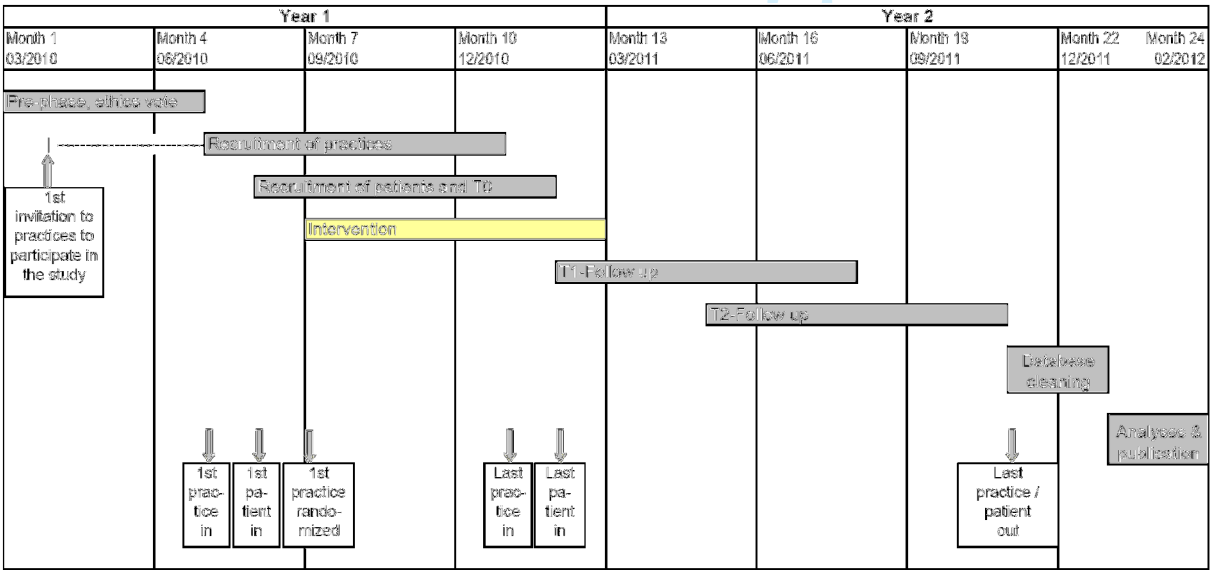 Year 1
Year 2
Month 1
Month 4
Month 7
Month 10
Month 13
Month 16
Month 19
Month 22
Month 24
03/2010
06/2010
09/2010
12/2010
03/2011
06/2011
09/2011
12/2011
02/2012
Pre-phase, ethics vote
Recruitment of practices
Recruitment of patients and T0
1st
invitation to
practices to
participate in
the study
Intervention
T1-Follow up
T2-Follow up
Database
cleaning
Analyses &
publication
1st
prac-
tice
in
1st
pa-
tient
in
1st
practice
rando-
mized
Last
prac-
tice
in
Last
pa-
tient
in
Last
practice /
patient
out